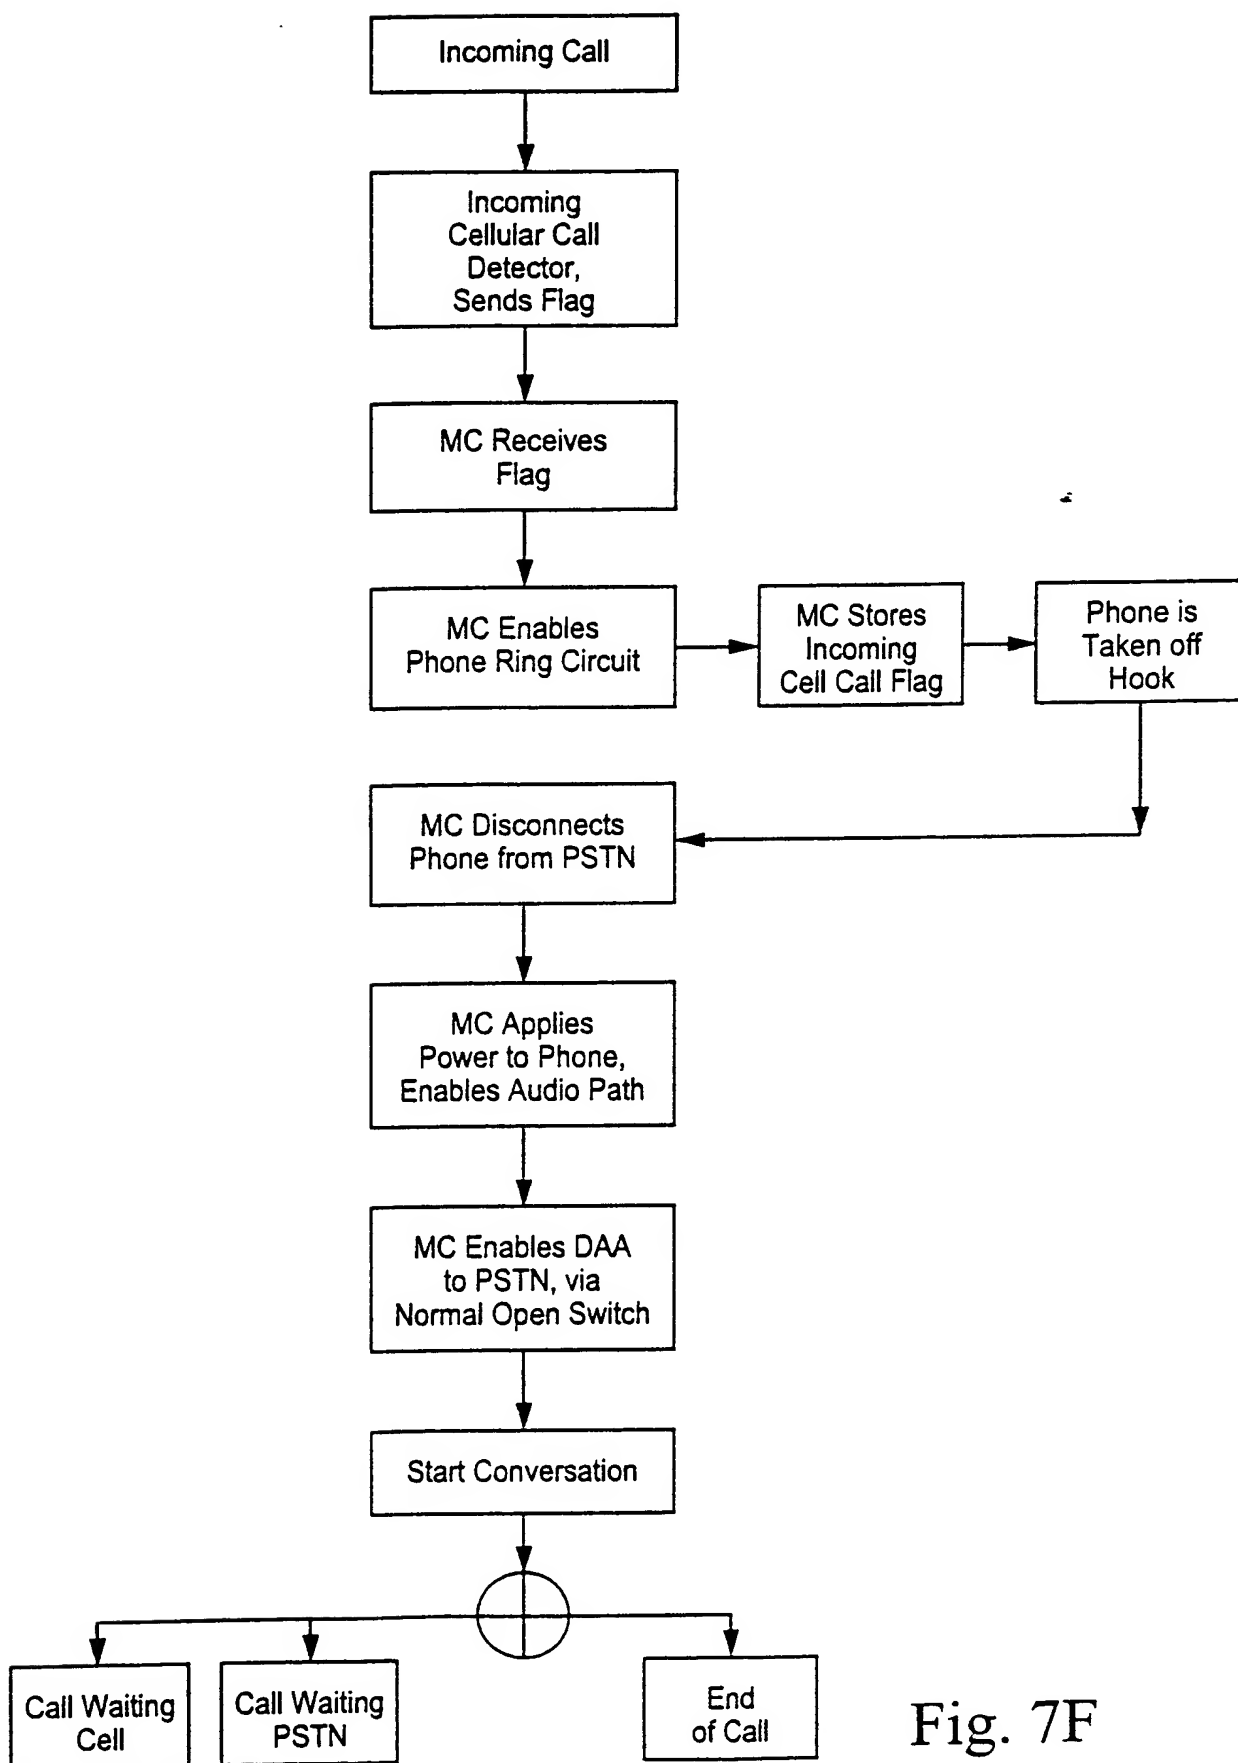 Incoming Call
Incoming
Cellular Call
Detector,
Sends Flag
MC Receives
Flag
MC Enables
Phone Ring Circuit
MC Stores
Incoming
Cell Call Flag
Phone is
Taken off
Hook
MC Disconnects
Phone from PSTN
MC Applies
Power to Phone,
Enables Audio Path
MC Enables DAA
to PSTN, via
Normal Open Switch
Start Conversation
Call Waiting
Cell
Call Waiting
PSTN
End
of Call
Fig. 7F